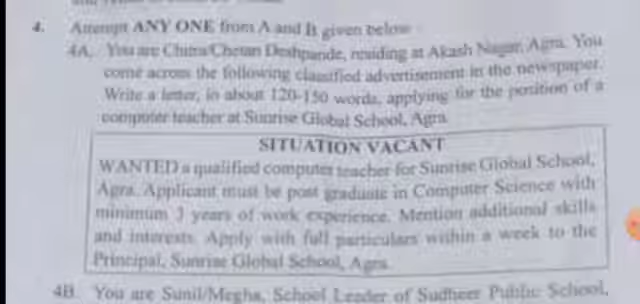 4. Attempt ANY ONE from A and B given below
4A. You are Chitra/Chetan Deshpande, residing at Akash Nagar, Agra. You
come across the following classified advertisement in the newspaper.
Write a letter, in about 120-150 words, applying for the position of a
computer teacher at Sunrise Global School, Agra.
SITUATION VACANT
WANTED a qualified computer teacher for Sunrise Global School,
Agra. Applicant must be post graduate in Computer Science with
minimum 3 years of work experience. Mention additional skills
and interests. Apply with full particulars within a week to the
Principal, Sunrise Global School, Agra
4B. You are Sunil/Megha, School Leader of Sudheer Public School,